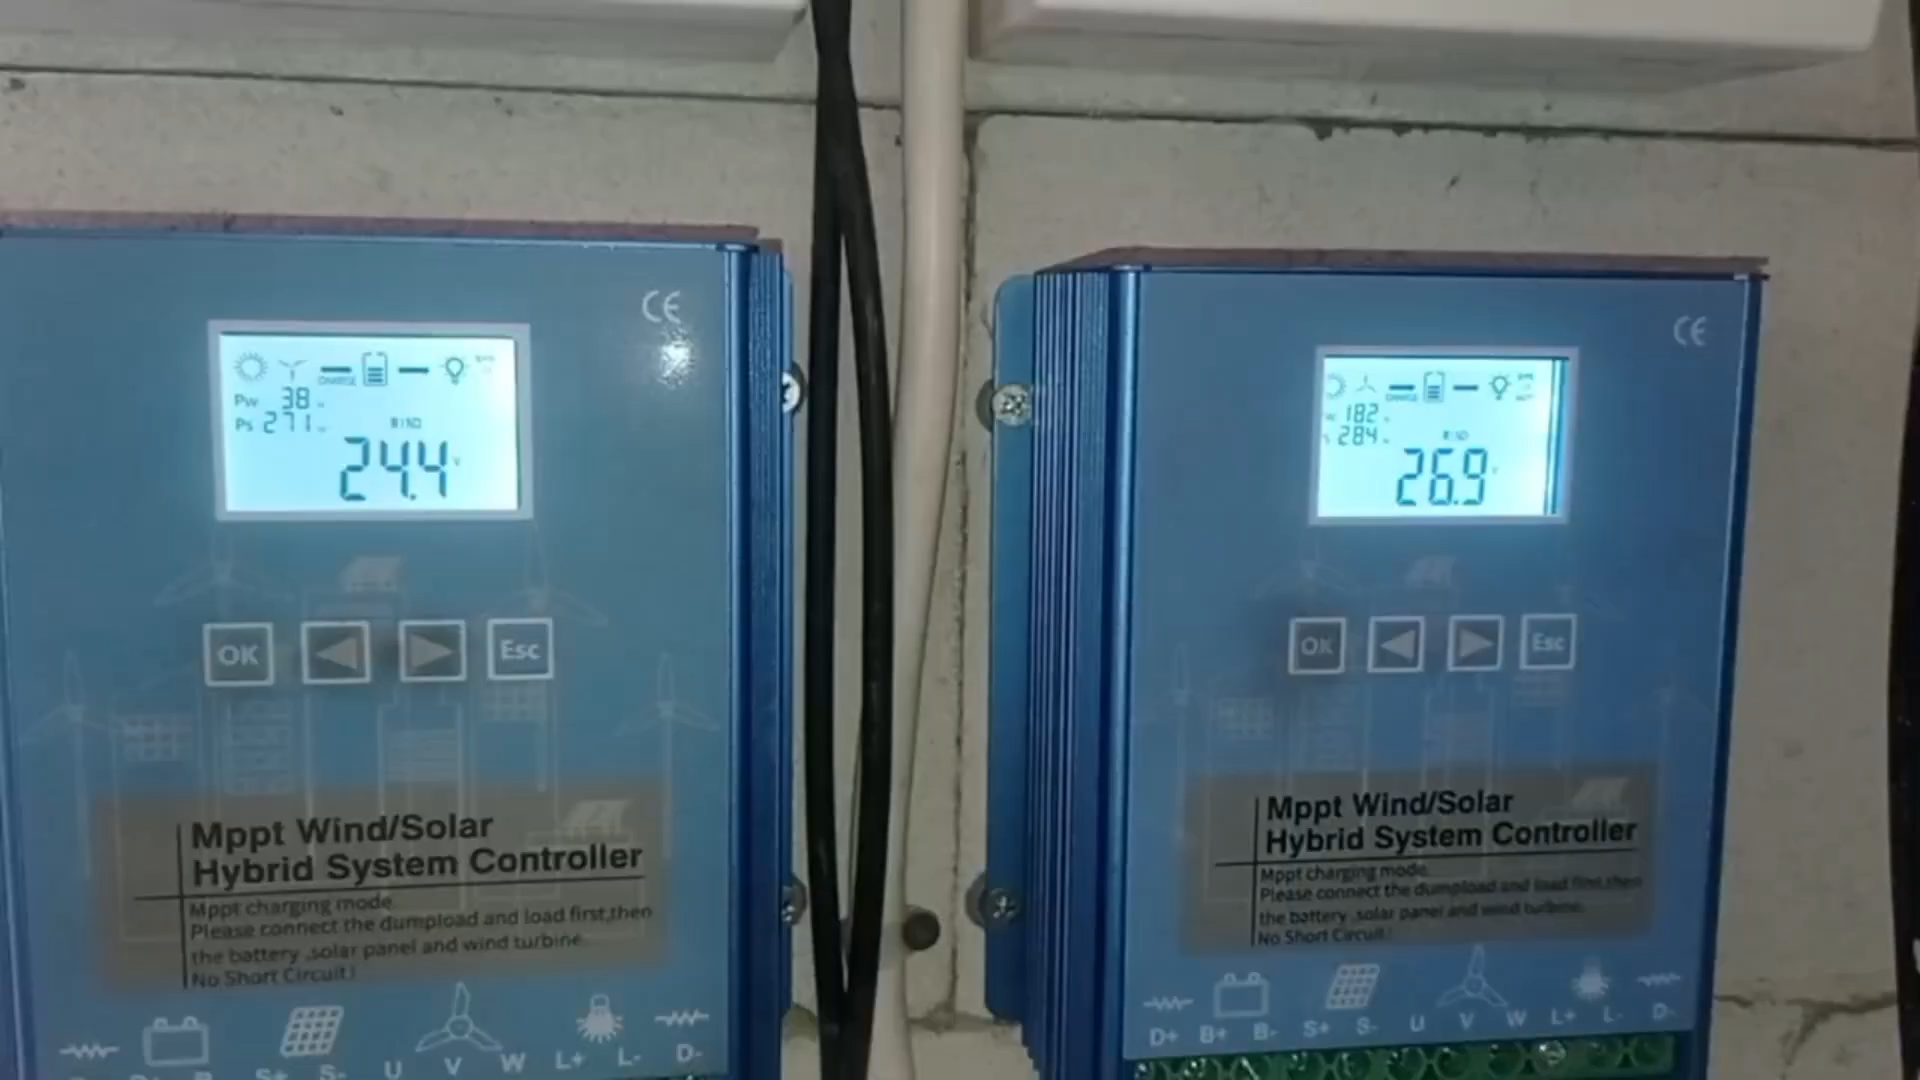 CE
CHARGE
Pw 38
Ps 271
WIND
24.4 V
OK
Esc
Mppt Wind/Solar
Hybrid System Controller
Mppt charging mode
Please connect the dumpload and load first,then
the battery ,solar panel and wind turbine.
No Short Circuit!
S+ S- U V W L+ L- D-
CE
CHARGE
182
284
WIND
26.9
OK
Esc
Mppt Wind/Solar
Hybrid System Controller
Mppt charging mode
Please connect the dumpload and load first,then
the battery ,solar panel and wind turbine.
No Short Circuit!
D+ B+ B- S+ S- U V W L+ L- D-